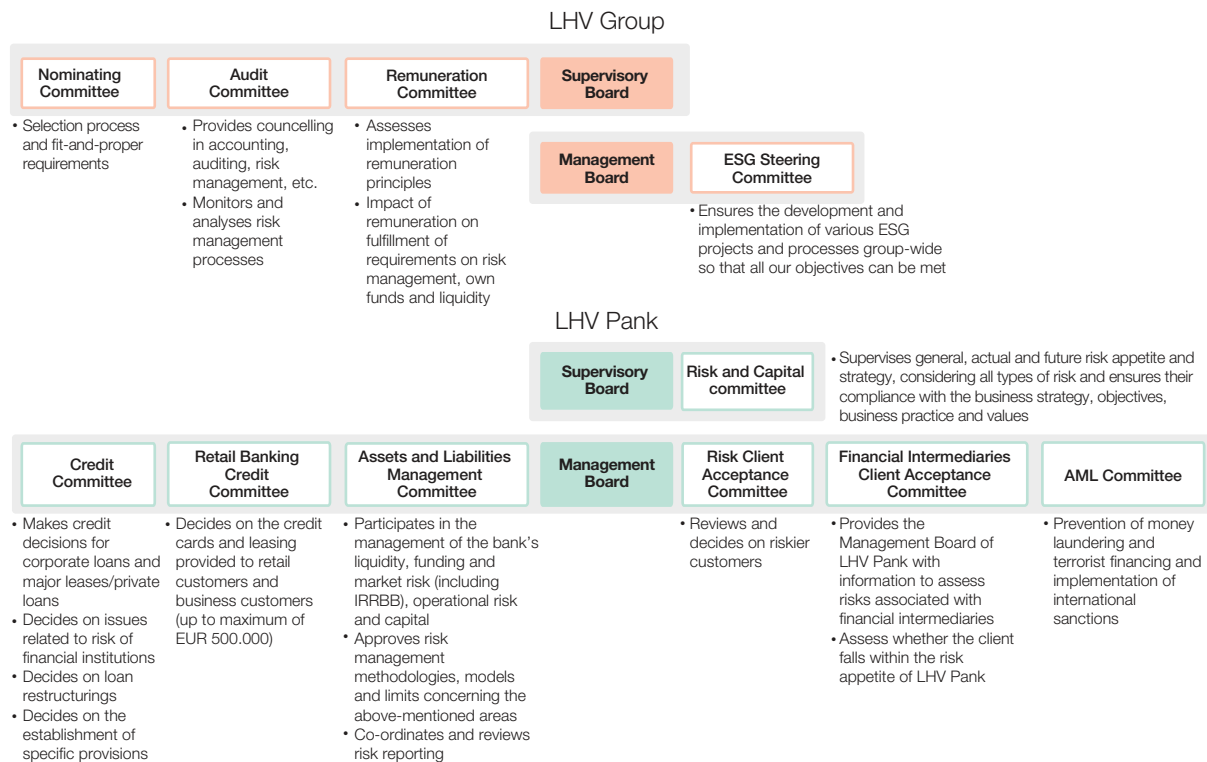 LHV Group
Nominating
Committee
Audit
Committee
Remuneration
Committee
Supervisory
Board
• Selection process
and fit-and-proper
requirements
• Provides councelling
in accounting,
auditing, risk
management, etc.
• Monitors and
analyses risk
management
processes
• Assesses
implementation of
remuneration
principles
• Impact of
remuneration on
fulfillment of
requirements on risk
management, own
funds and liquidity
Management
Board
ESG Steering
Committee
• Ensures the development and
implementation of various ESG
projects and processes group-wide
so that all our objectives can be met
LHV Pank
Supervisory
Board
Risk and Capital
committee
• Supervises general, actual and future risk appetite and
strategy, considering all types of risk and ensures their
compliance with the business strategy, objectives,
business practice and values
Credit
Committee
Retail Banking
Credit
Committee
Assets and Liabilities
Management
Committee
Management
Board
Risk Client
Acceptance
Committee
Financial Intermediaries
Client Acceptance
Committee
AML Committee
• Makes credit
decisions for
corporate loans and
major leases/private
loans
• Decides on issues
related to risk of
financial institutions
• Decides on loan
restructurings
• Decides on the
establishment of
specific provisions
• Decides on the credit
cards and leasing
provided to retail
customers and
business customers
(up to maximum of
EUR 500.000)
• Participates in the
management of the bank's
liquidity, funding and
market risk (including
IRRBB), operational risk
and capital
• Approves risk
management
methodologies, models
and limits concerning the
above-mentioned areas
• Co-ordinates and reviews
risk reporting
• Reviews and
decides on riskier
customers
• Provides the
Management Board of
LHV Pank with
information to assess
risks associated with
financial intermediaries
• Assess whether the client
falls within the risk
appetite of LHV Pank
• Prevention of money
laundering and
terrorist financing and
implementation of
international
sanctions